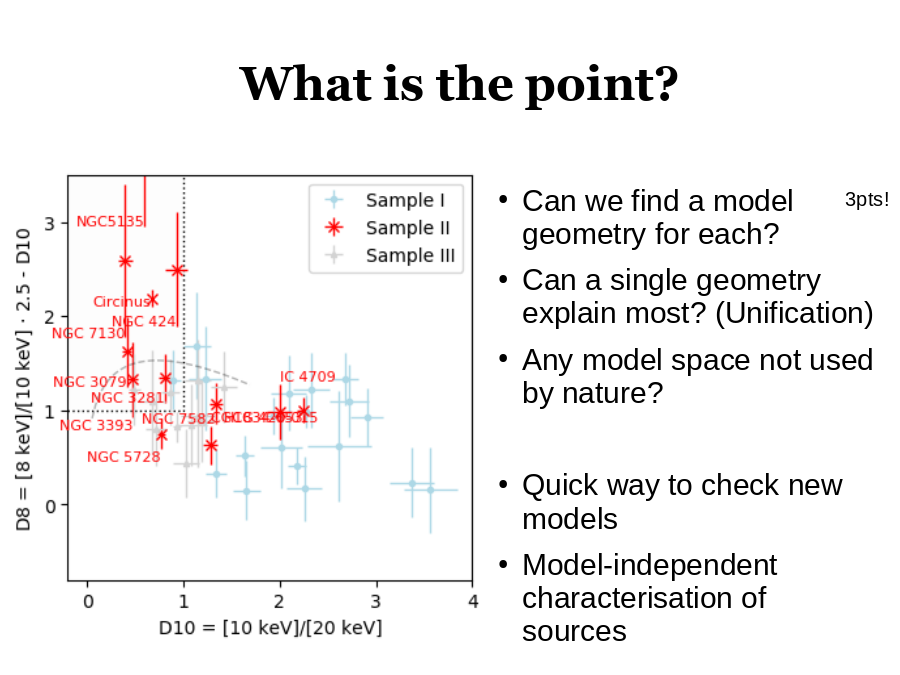 What is the point?
Sample I
Sample II
Sample III
NGC5135
Circinus
NGC 424
NGC 7130
NGC 3079
NGC 3281
IC 4709
NGC 7582
NGC 3393
NGC 5728
3
2
1
0
0 1 2 3 4
D8 = [8 keV]/[10 keV] · 2.5 - D10
D10 = [10 keV]/[20 keV]
• Can we find a model
geometry for each?
3pts!
• Can a single geometry
explain most? (Unification)
• Any model space not used
by nature?
• Quick way to check new
models
• Model-independent
characterisation of
sources